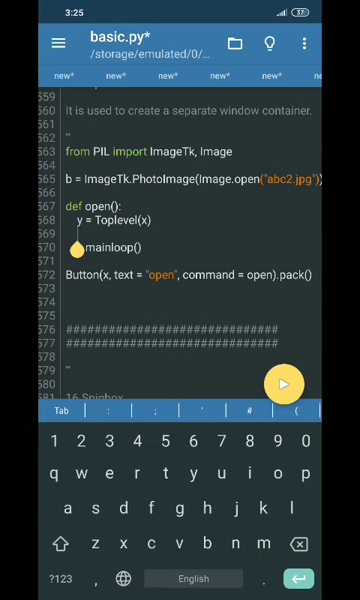 3:25
37
basic.py*
/storage/emulated/0/...
new* new* new* new* new*
559
560 It is used to create a separate window container.
561
562 '''
563 from PIL import ImageTk, Image
564
565 b = ImageTk.PhotoImage(Image.open("abc2.jpg"))
566
567 def open():
568 y = Toplevel(x)
569
570 mainloop()
571
572 Button(x, text = "open", command = open).pack()
573
574
575
576 #############################
577 #############################
578
579 '''
580
581 16 Spinbox
Tab : ; ' # (
1 2 3 4 5 6 7 8 9 0
q w e r t y u i o p
a s d f g h j k l
z x c v b n m
?123 , English .